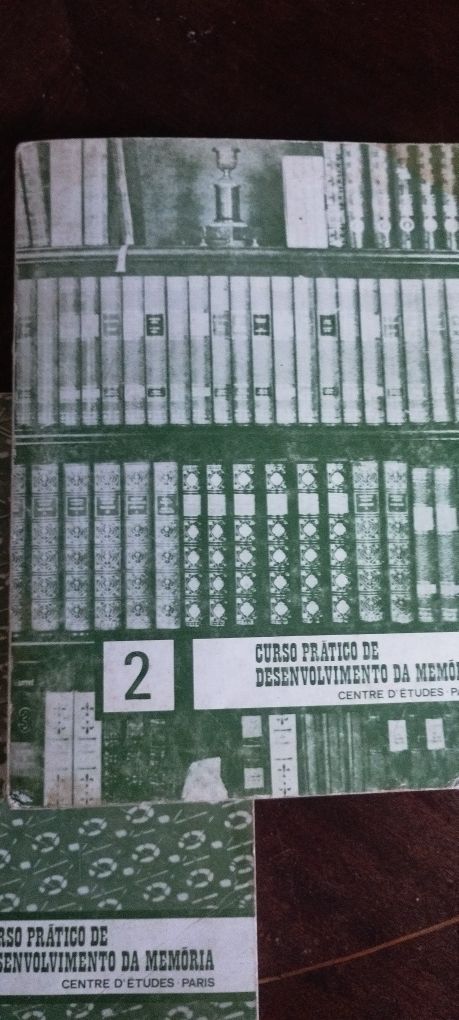 2
CURSO PRÁTICO DE
DESENVOLVIMENTO DA MEMÓ
CENTRE D'ÉTUDES · PA
RSO PRÁTICO DE
SENVOLVIMENTO DA MEMÓRIA
CENTRE D'ÉTUDES · PARIS